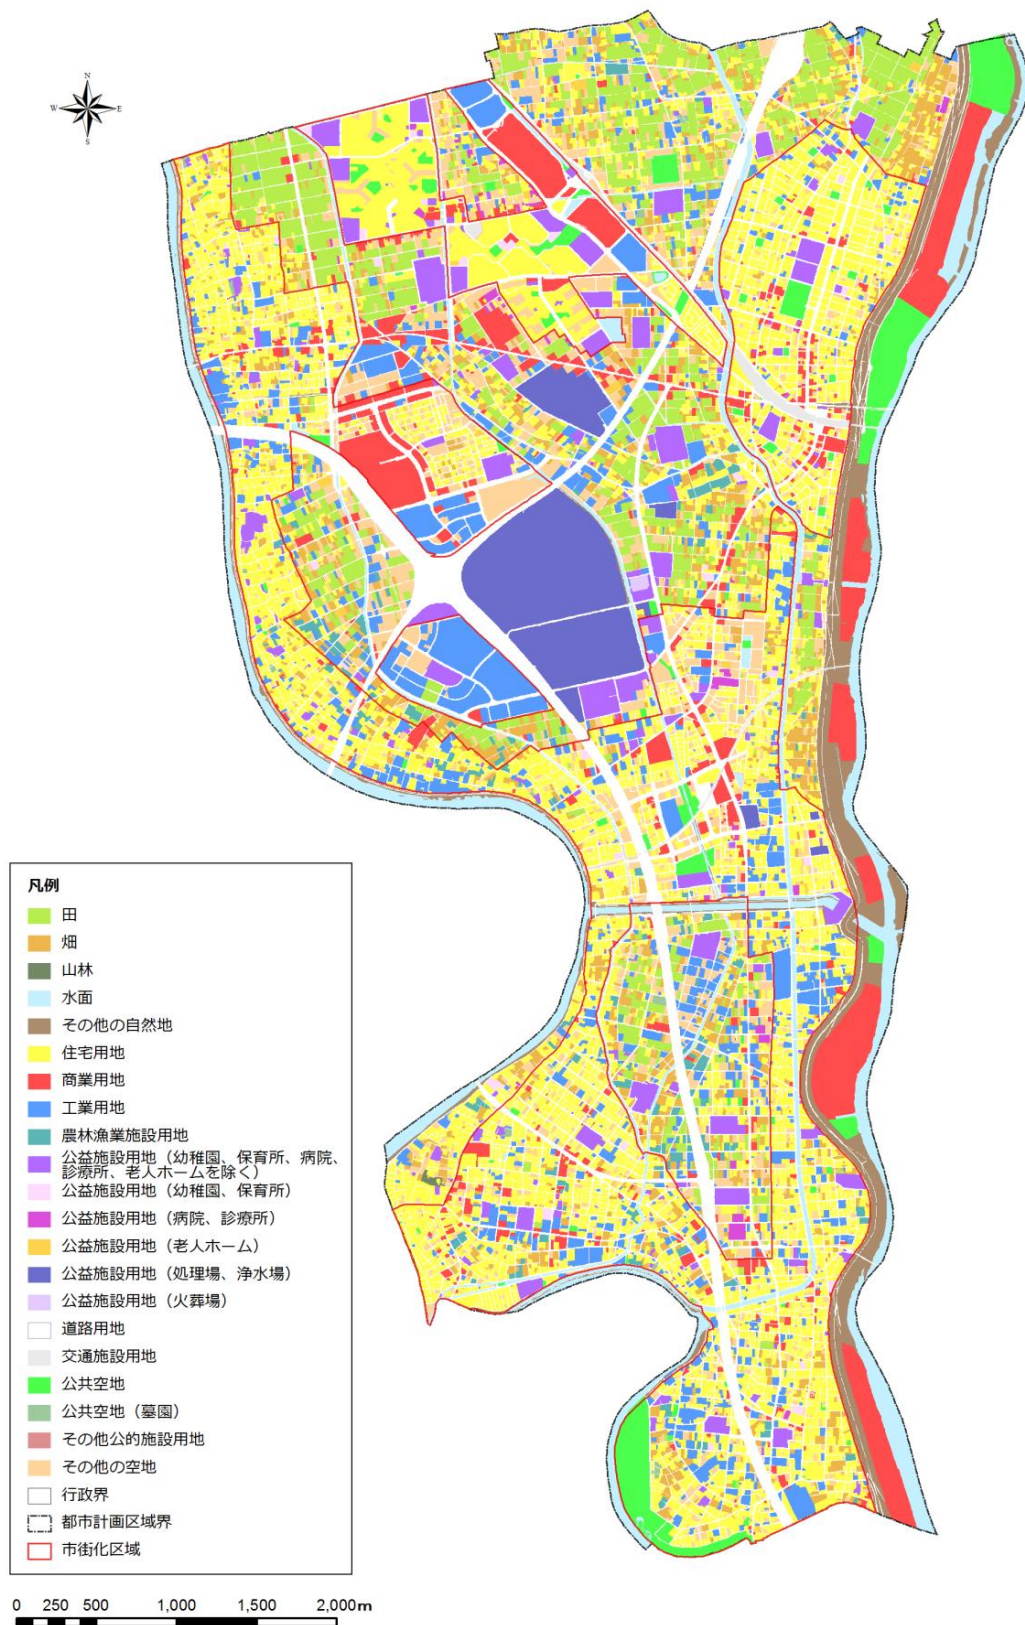 N
W E
S
凡例
田
畑
山林
水面
その他の自然地
住宅用地
商業用地
工業用地
農林漁業施設用地
公益施設用地（幼稚園、保育所、病院、
診療所、老人ホームを除く）
公益施設用地（幼稚園、保育所）
公益施設用地（病院、診療所）
公益施設用地（老人ホーム）
公益施設用地（処理場、浄水場）
公益施設用地（火葬場）
道路用地
交通施設用地
公共空地
公共空地（墓園）
その他公的施設用地
その他の空地
行政界
都市計画区域界
市街化区域
0 250 500 1,000 1,500 2,000m